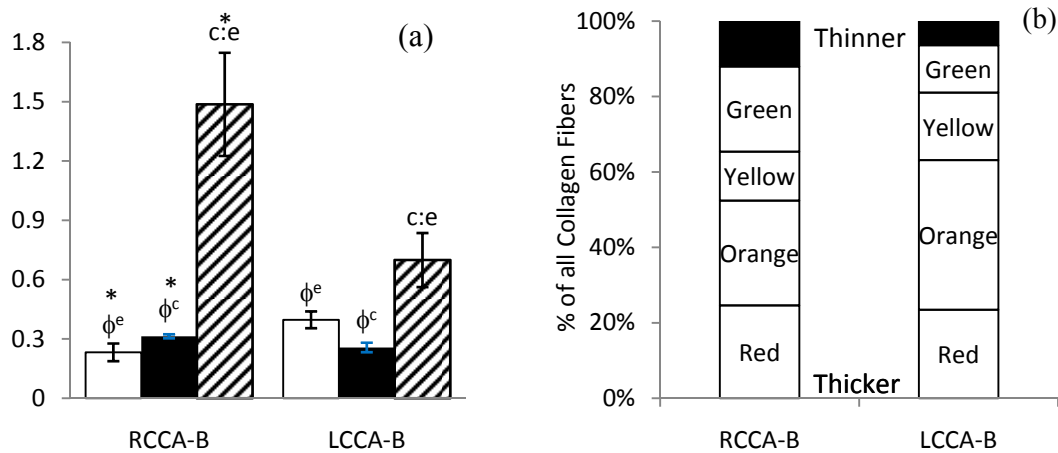 (a)
1.8
1.5
1.2
0.9
0.6
0.3
0
*
c:e
*
ϕᵉ
*
ϕᶜ
ϕᵉ
ϕᶜ
c:e
RCCA-B
LCCA-B
(b)
% of all Collagen Fibers
100%
80%
60%
40%
20%
0%
Thinner
Green
Yellow
Orange
Red
Thicker
Green
Yellow
Orange
Red
RCCA-B
LCCA-B